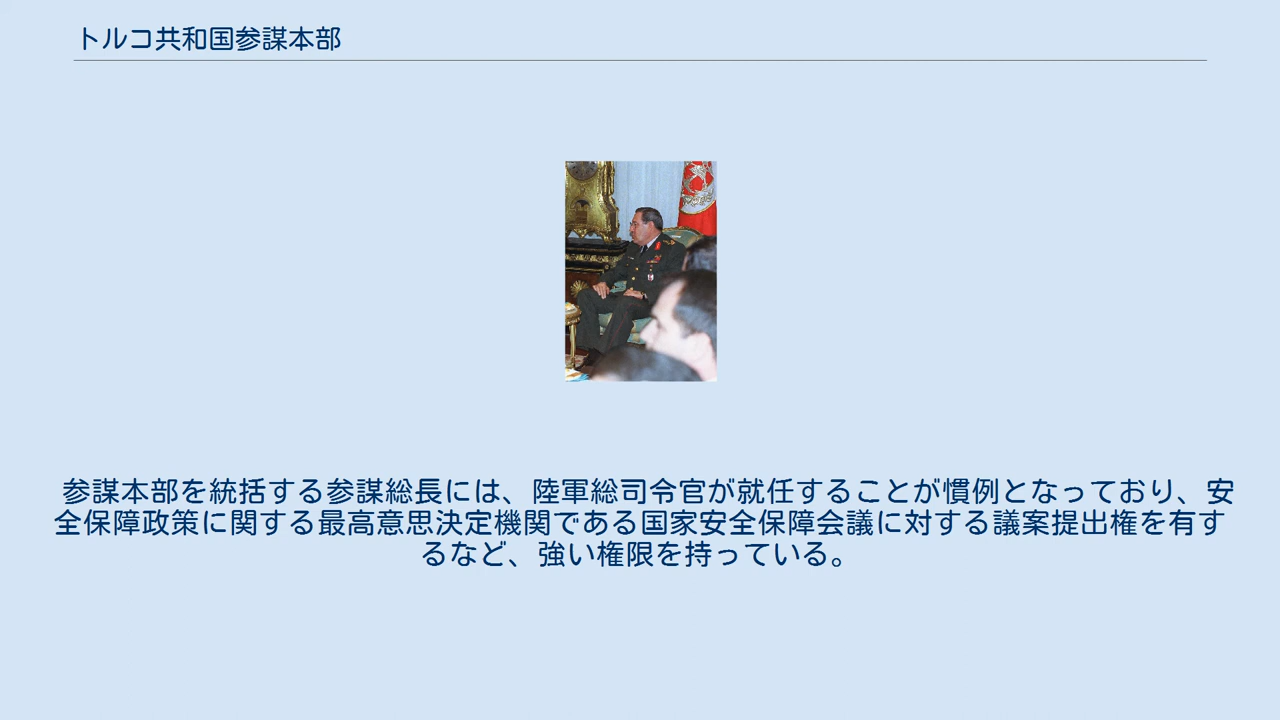 トルコ共和国参謀本部
参謀本部を統括する参謀総長には、陸軍総司令官が就任することが慣例となっており、安
全保障政策に関する最高意思決定機関である国家安全保障会議に対する議案提出権を有す
るなど、強い権限を持っている。